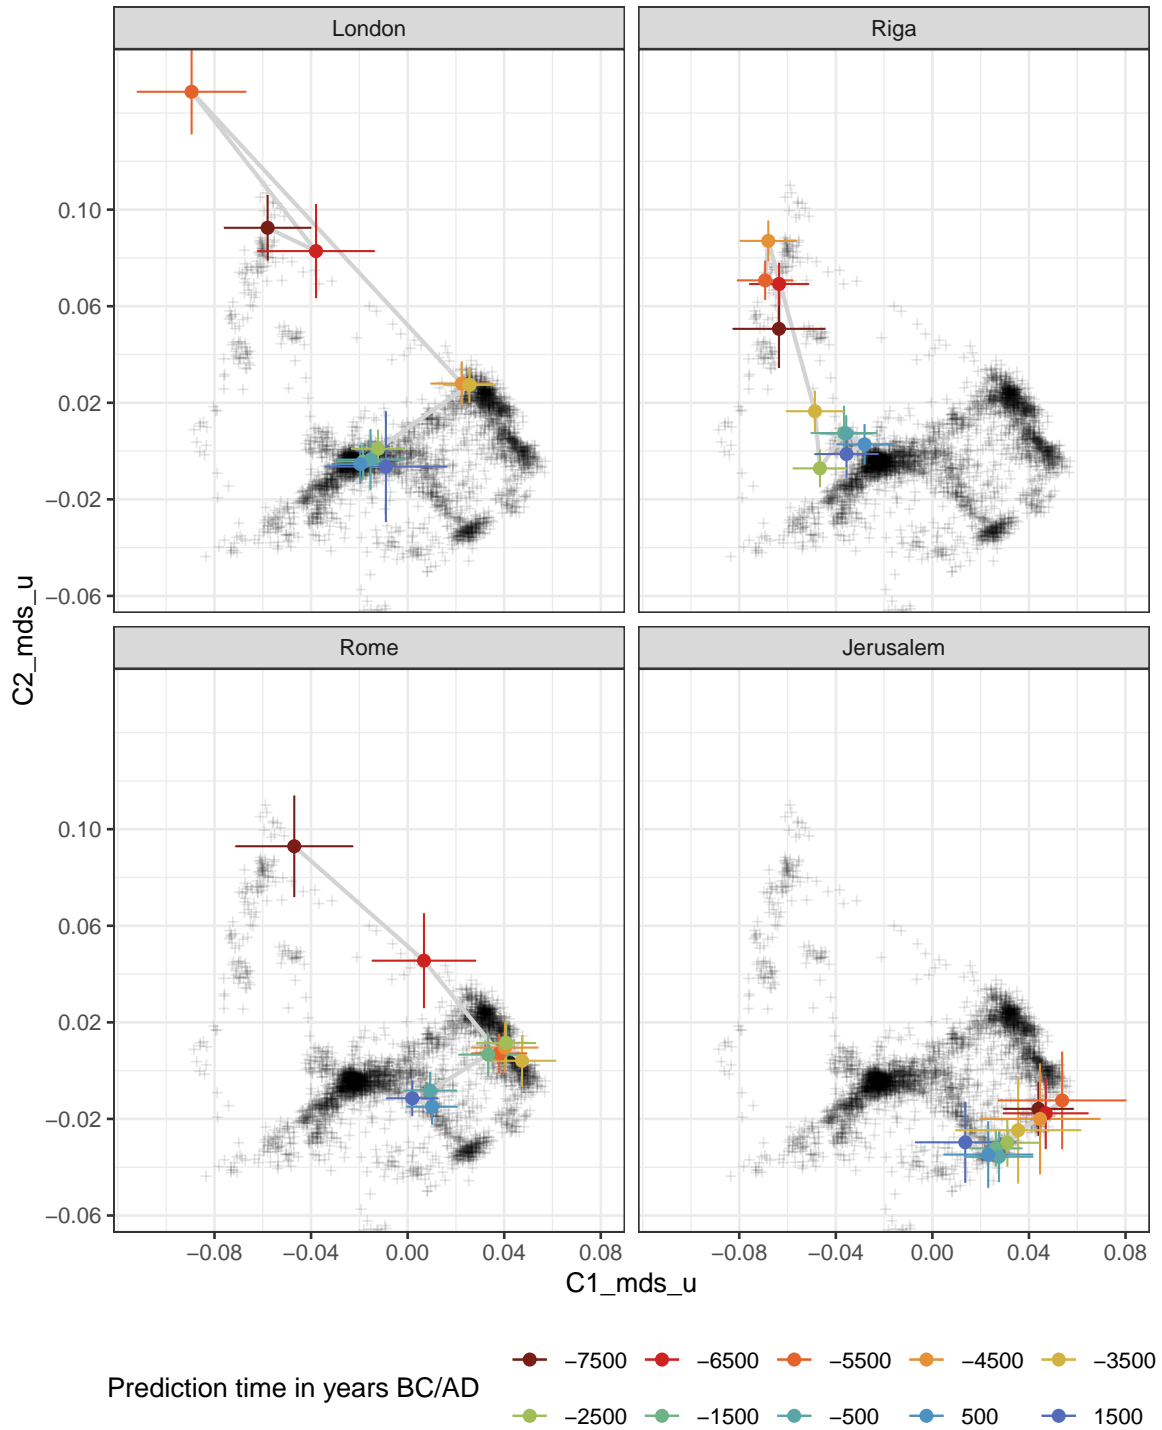 London
Riga
0.10
0.06
0.02
−0.02
−0.06
C2_mds_u
Rome
Jerusalem
0.10
0.06
0.02
−0.02
−0.06
−0.08 −0.04 0.00 0.04 0.08
−0.08 −0.04 0.00 0.04 0.08
C1_mds_u
Prediction time in years BC/AD
−7500 −6500 −5500 −4500 −3500
−2500 −1500 −500 500 1500